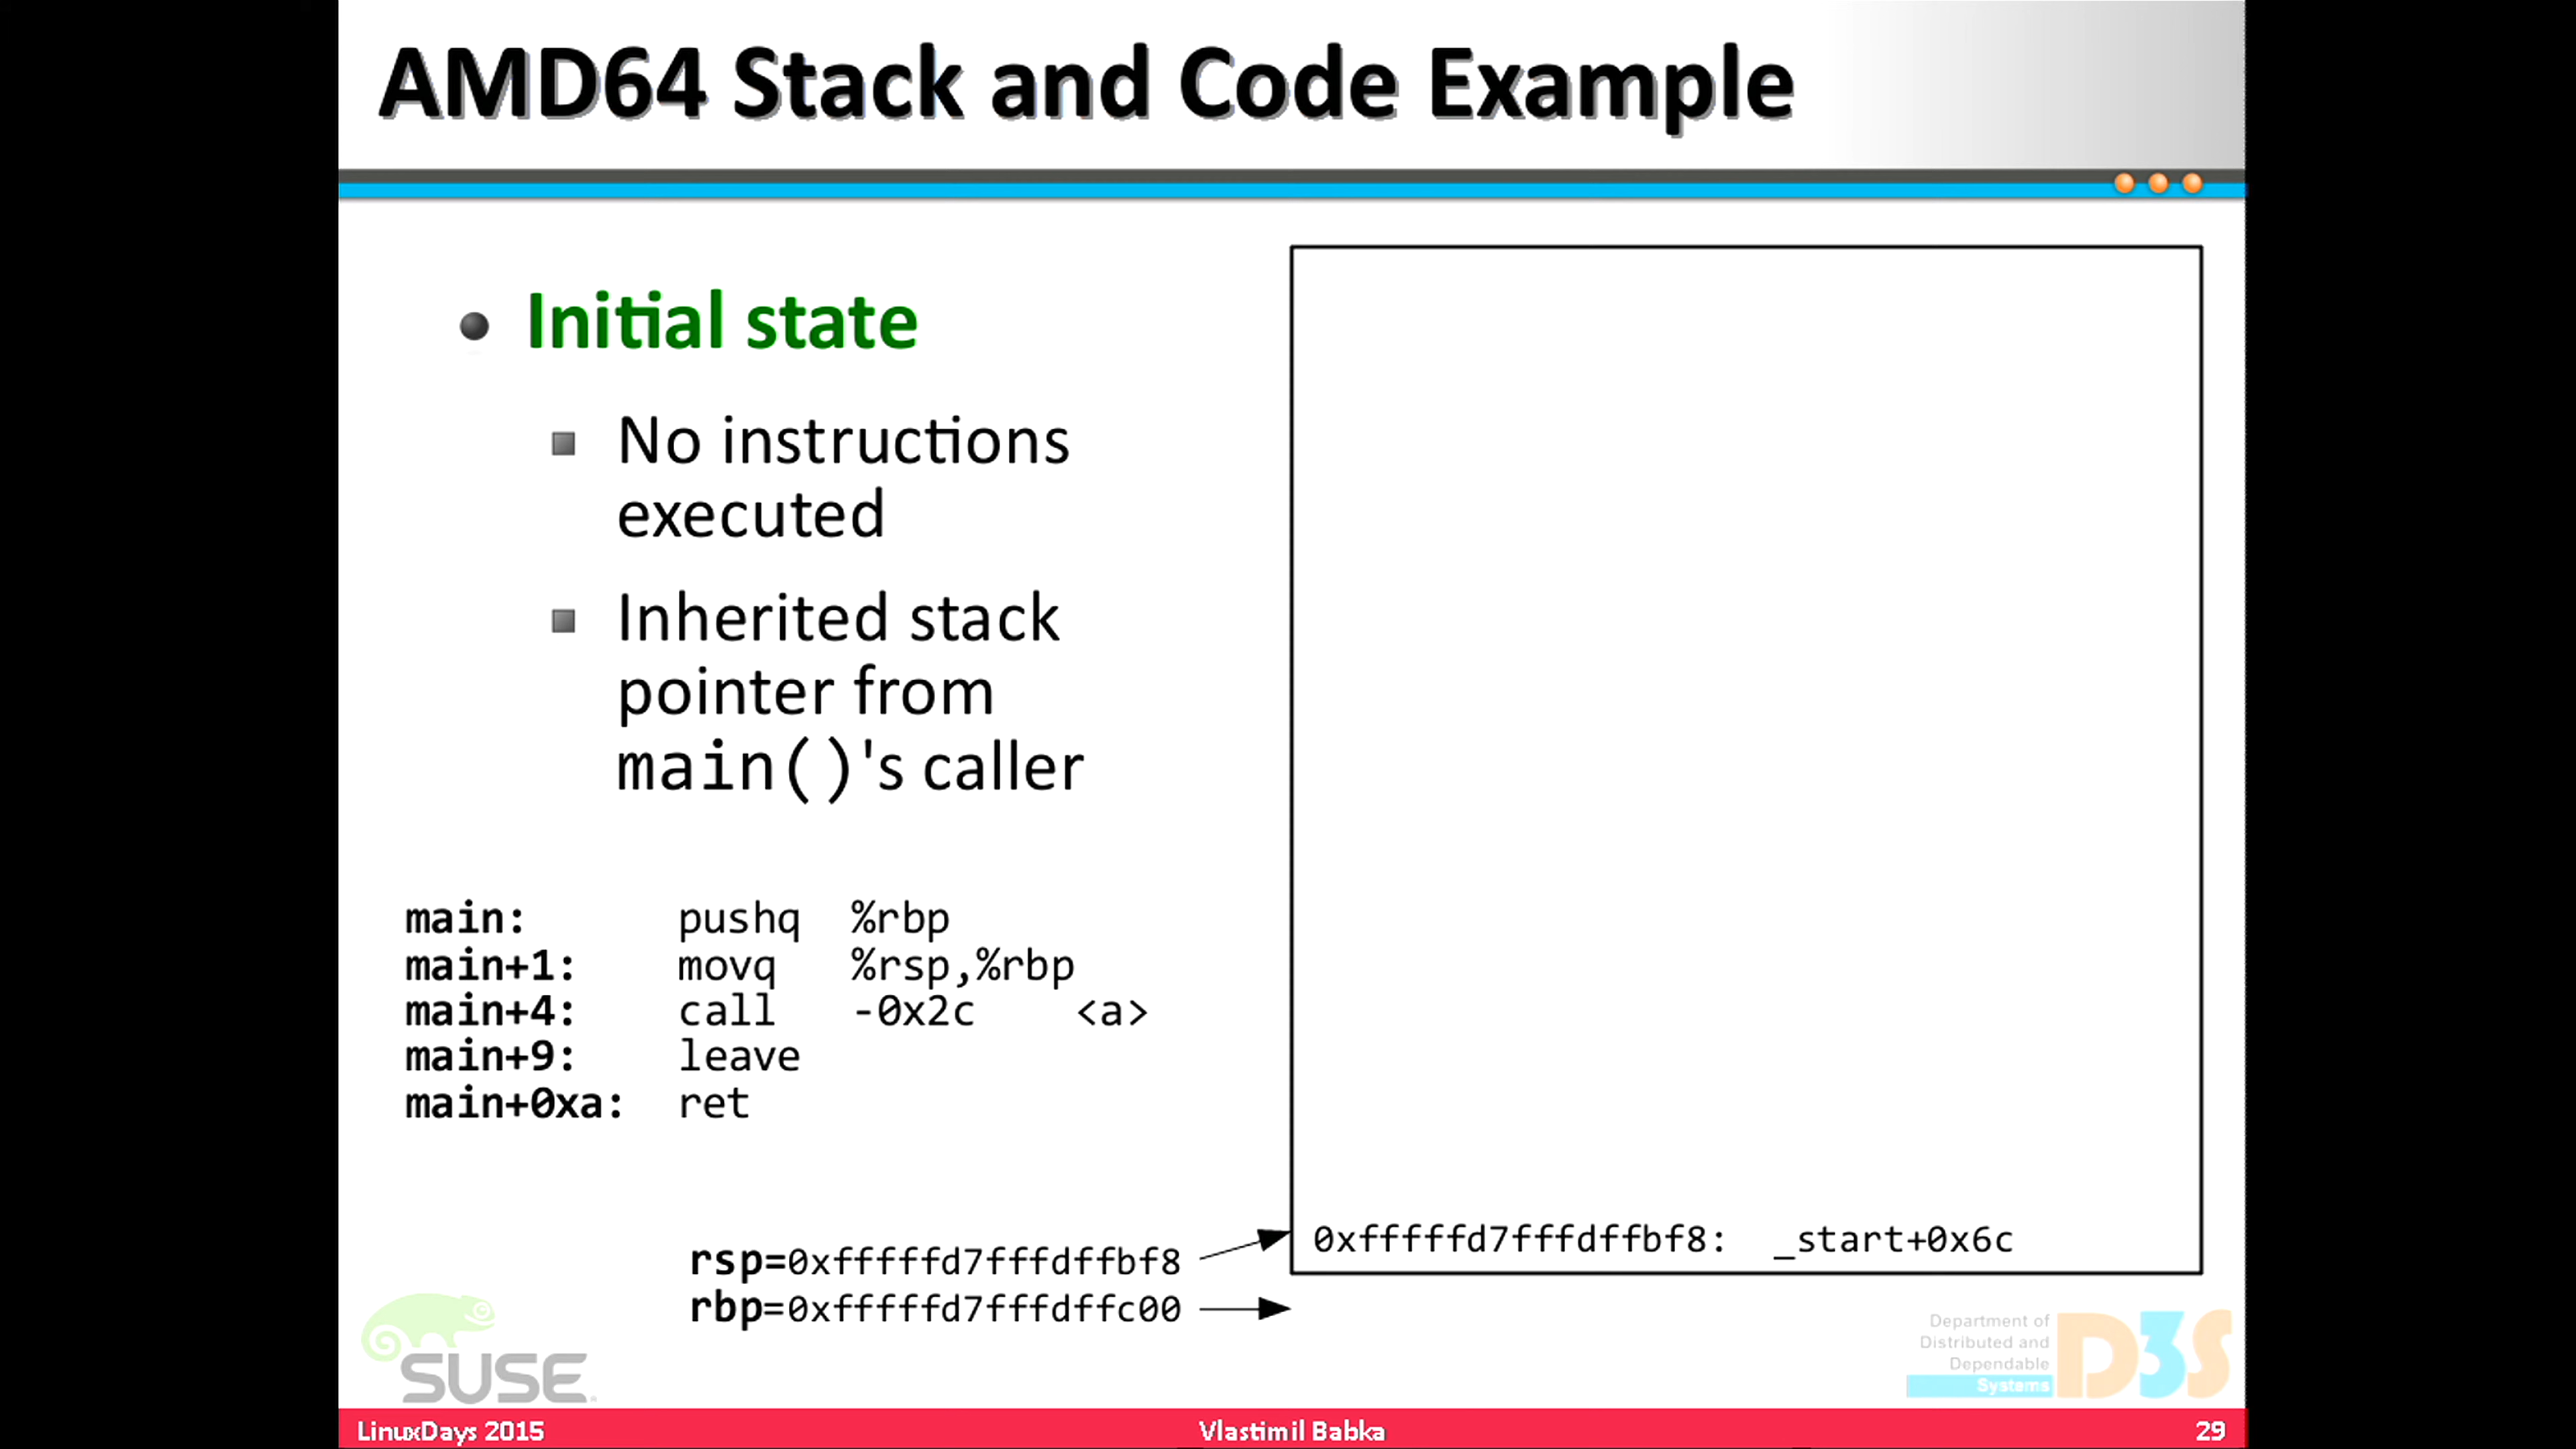 AMD64 Stack and Code Example
Initial state
No instructions
executed
Inherited stack
pointer from
main()'s caller
main: pushq %rbp
main+1: movq %rsp,%rbp
main+4: call -0x2c <a>
main+9: leave
main+0xa: ret
0xfffffd7fffdffbf8: _start+0x6c
rsp=0xfffffd7fffdffbf8
rbp=0xfffffd7fffdffc00
SUSE
Department of
Distributed and
Dependable
Systems
D3S
LinuxDays 2015
Vlastimil Babka
29